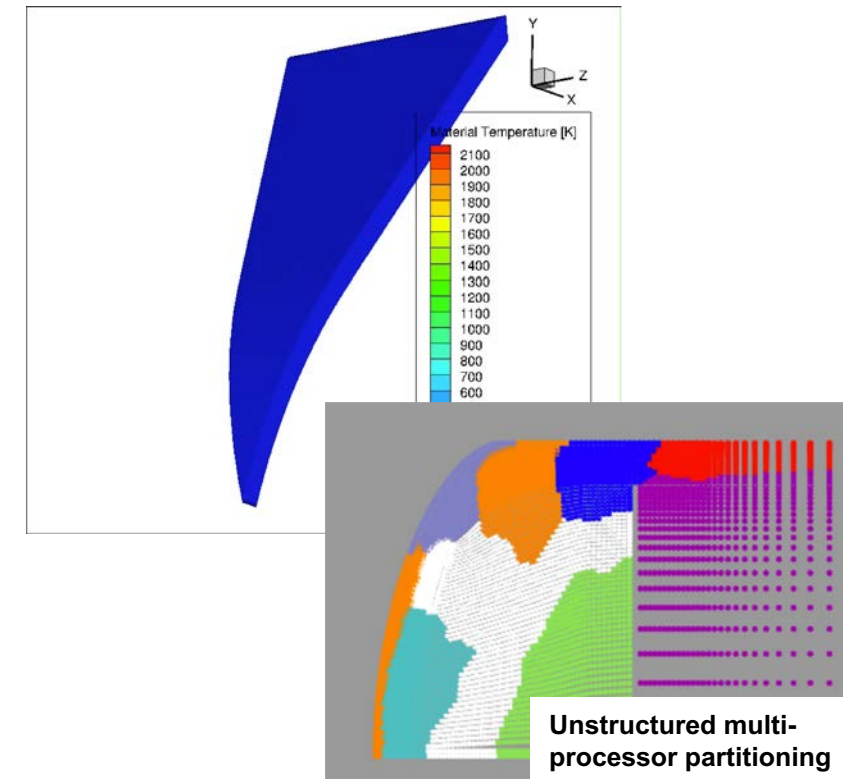 Y
Z
X
Material Temperature [K]
2100
2000
1900
1800
1700
1600
1500
1400
1300
1200
1100
1000
900
800
700
600
Unstructured multi-
processor partitioning